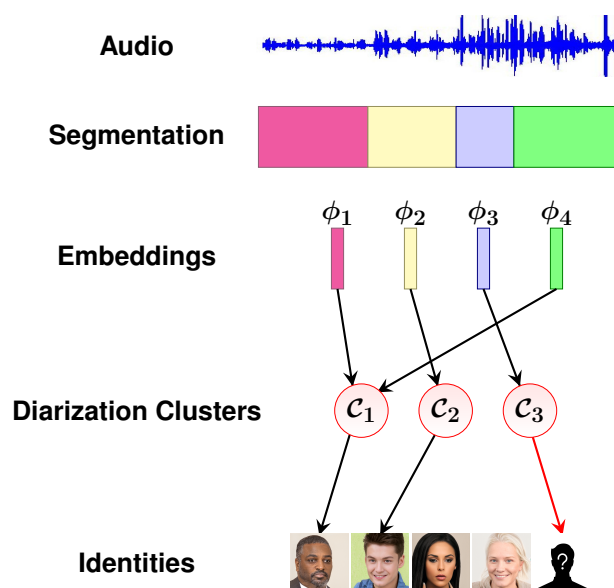 Audio
Segmentation
ϕ₁ ϕ₂ ϕ₃ ϕ₄
Embeddings
Diarization Clusters
𝒞₁ 𝒞₂ 𝒞₃
Identities
?